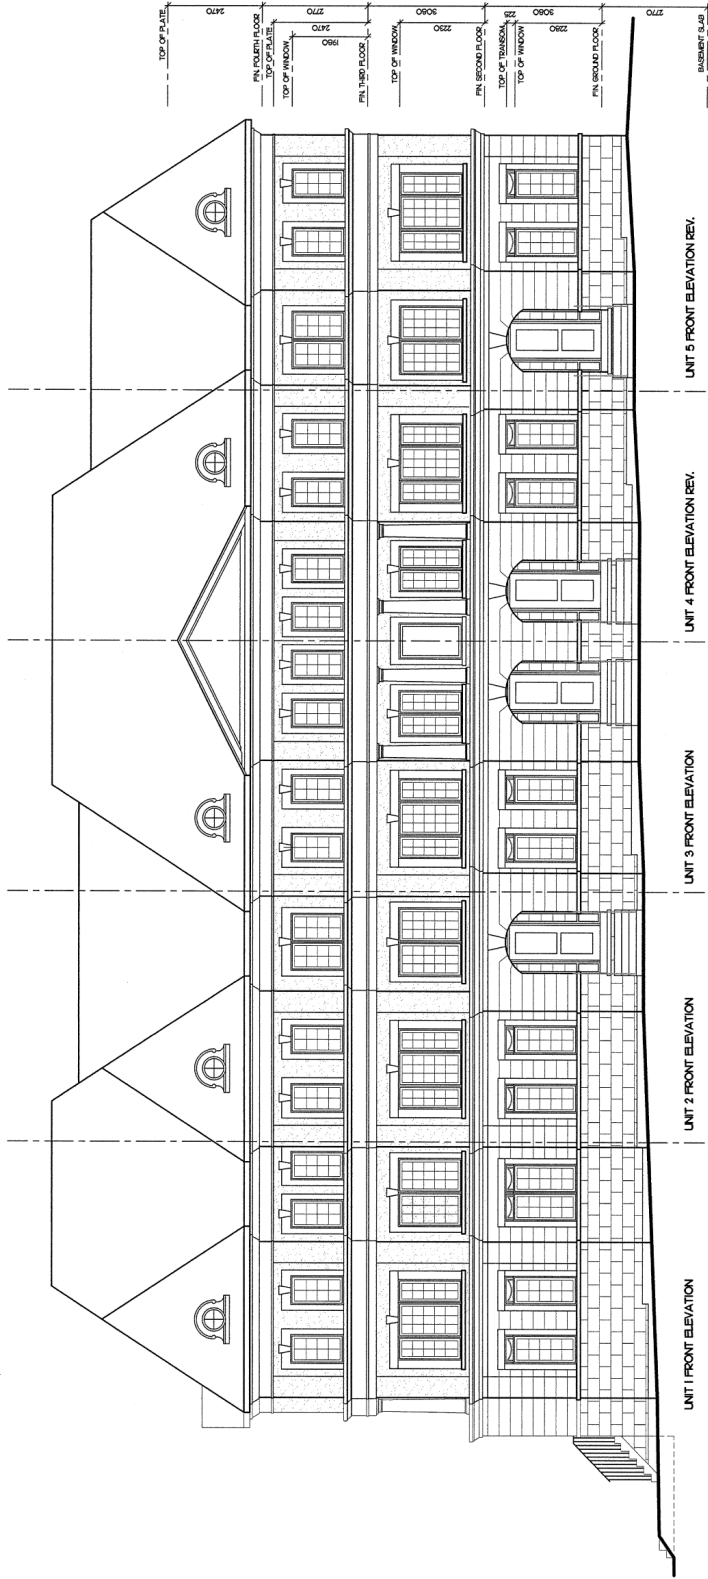 TOP OF PLATE
2470
FIN. FOURTH FLOOR
TOP OF PLATE
2770
2470
TOP OF WINDOW
1980
FIN. THIRD FLOOR
3080
TOP OF WINDOW
2250
FIN. SECOND FLOOR
TOP OF TRANSOM
225
TOP OF WINDOW
3080
2280
FIN. GROUND FLOOR
2770
BASEMENT SLAB
UNIT 1 FRONT ELEVATION
UNIT 2 FRONT ELEVATION
UNIT 3 FRONT ELEVATION
UNIT 4 FRONT ELEVATION REV.
UNIT 5 FRONT ELEVATION REV.